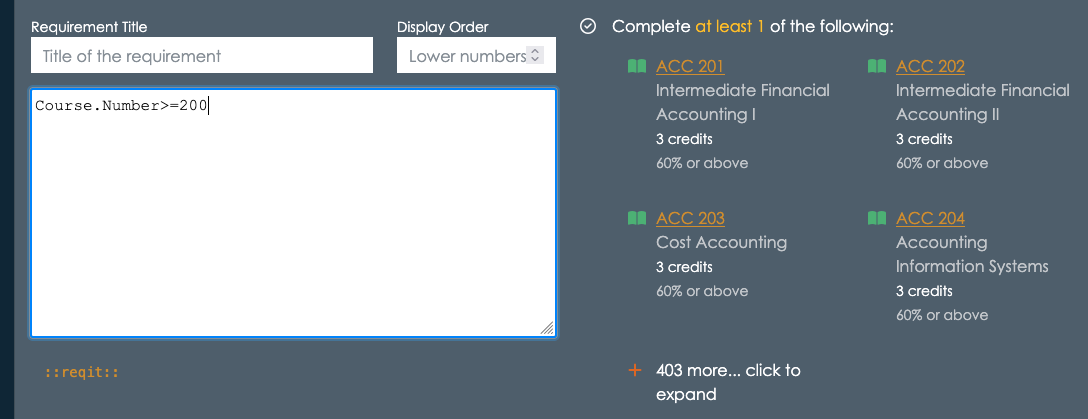 Requirement Title
Title of the requirement
Display Order
Lower numbers
Course.Number>=200
::reqit::
Complete at least 1 of the following:
ACC 201
Intermediate Financial
Accounting I
3 credits
60% or above
ACC 202
Intermediate Financial
Accounting II
3 credits
60% or above
ACC 203
Cost Accounting
3 credits
60% or above
ACC 204
Accounting
Information Systems
3 credits
60% or above
403 more... click to
expand